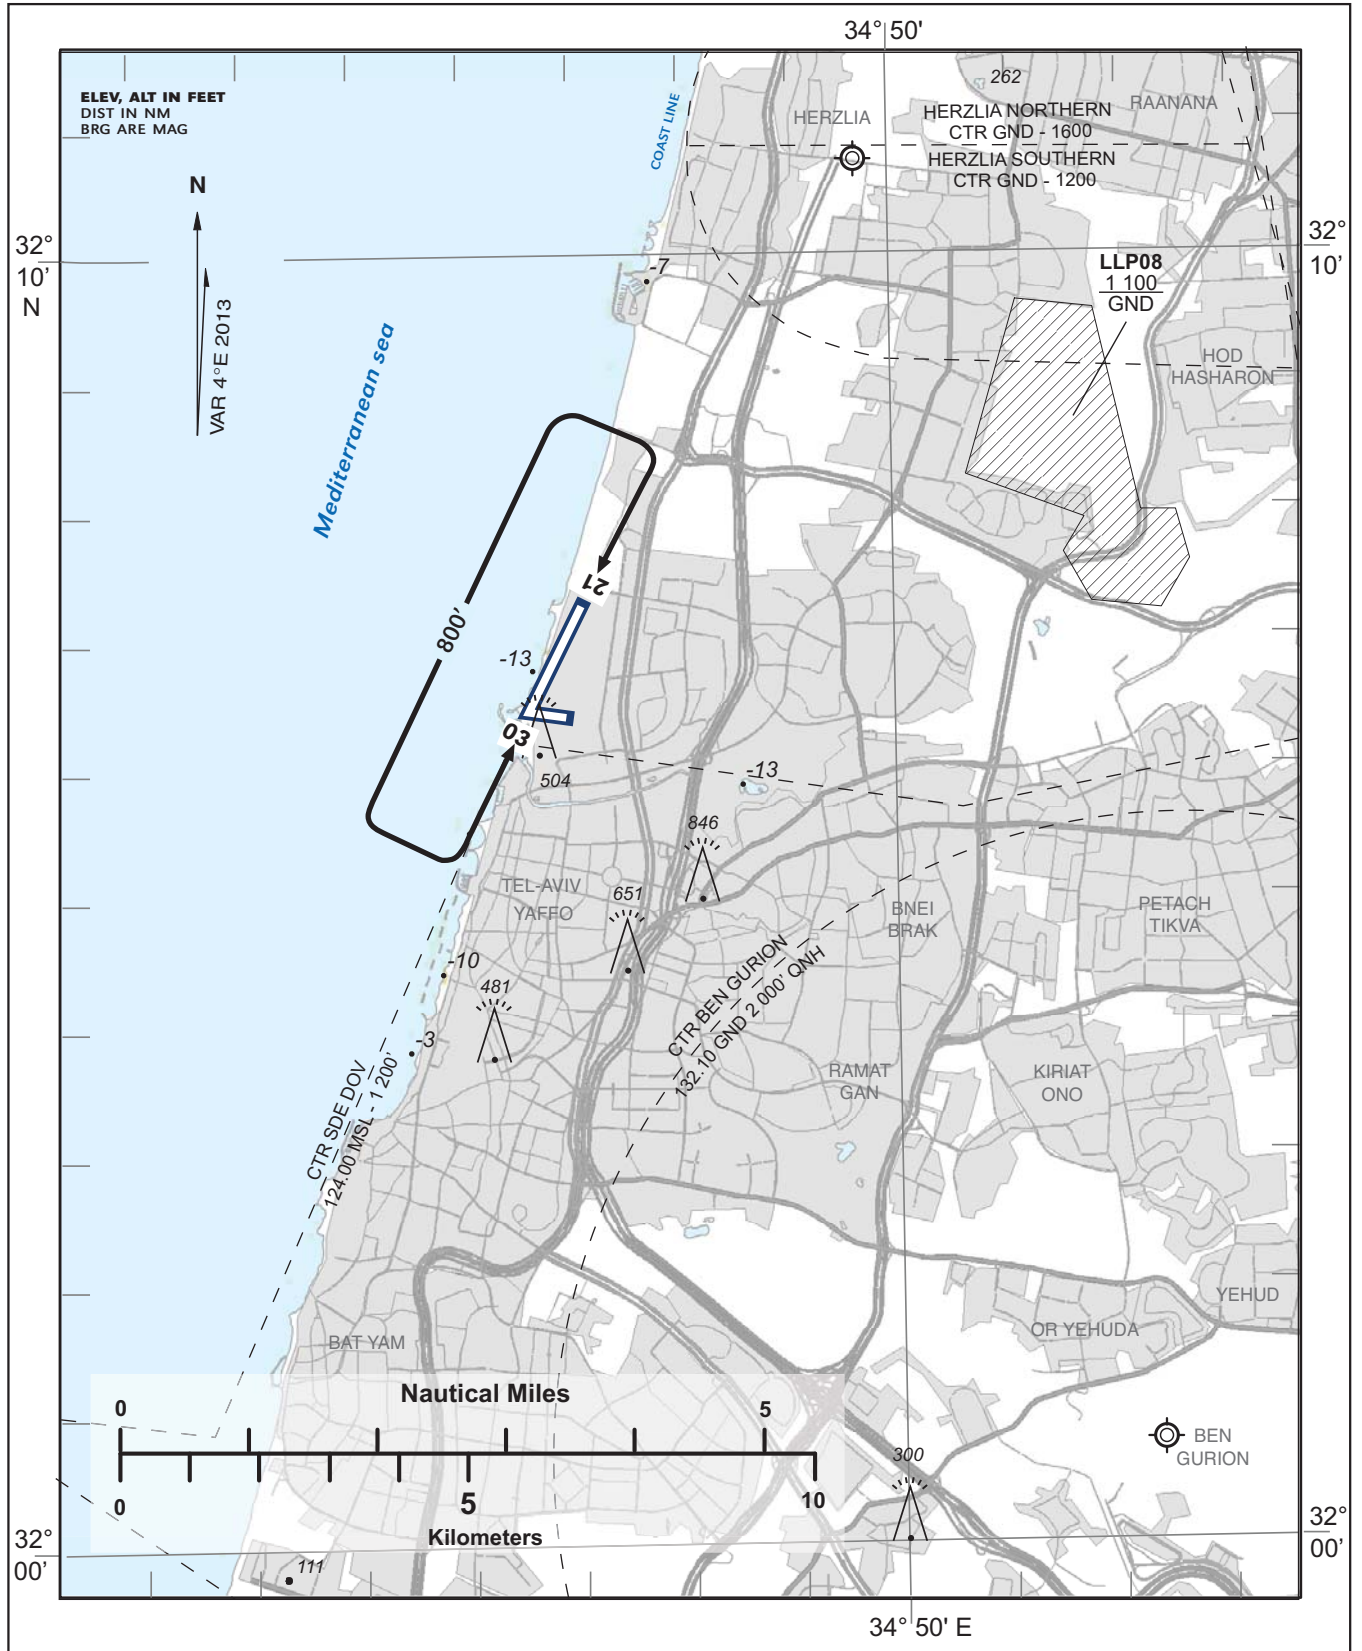 34° 50'
ELEV, ALT IN FEET
DIST IN NM
BRG ARE MAG
COAST LINE
262
HERZLIA
RAANANA
HERZLIA NORTHERN
CTR GND - 1600
HERZLIA SOUTHERN
CTR GND - 1200
N
VAR 4°E 2013
32°
10'
N
32°
10'
-7
LLP08
1 100
GND
HOD
HASHARON
Mediterranean sea
800'
21
-13
03
504
-13
846
TEL-AVIV
YAFFO
651
BNEI
BRAK
PETACH
TIKVA
-10
481
CTR BEN GURION
132.10 GND 2 000' QNH
-3
CTR SDE DOV
124.00 MSL - 1 200'
RAMAT
GAN
KIRIAT
ONO
YEHUD
OR YEHUDA
BAT YAM
Nautical Miles
0 5
0 5 10
Kilometers
BEN
GURION
300
32°
00'
32°
00'
111
34° 50' E